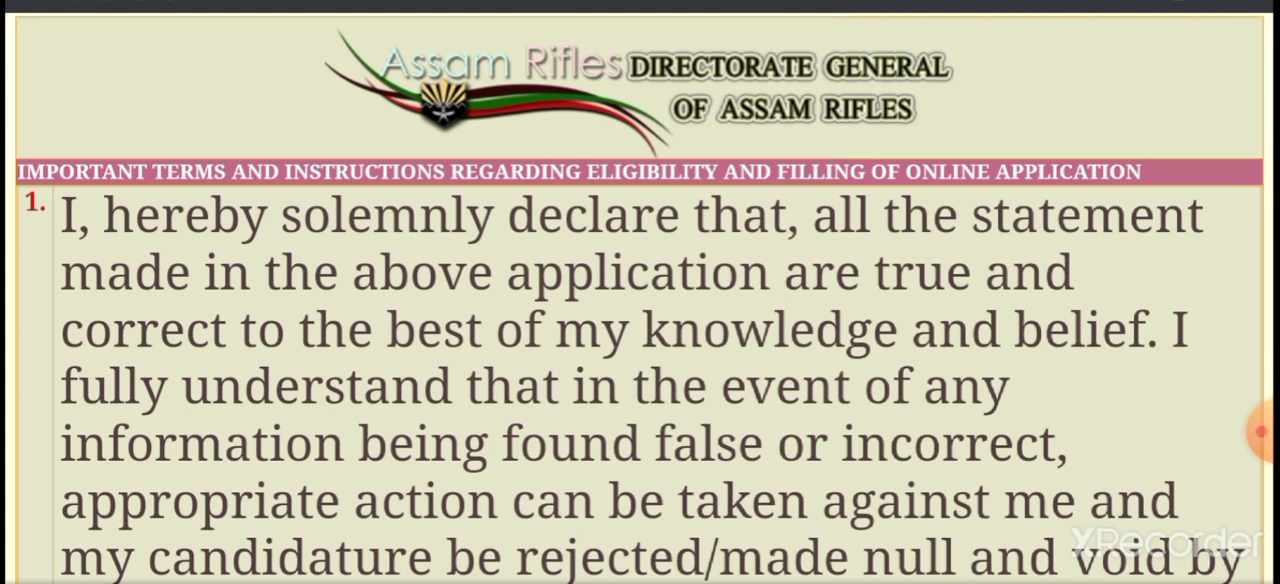 Assam Rifles DIRECTORATE GENERAL
OF ASSAM RIFLES
IMPORTANT TERMS AND INSTRUCTIONS REGARDING ELIGIBILITY AND FILLING OF ONLINE APPLICATION
1. I, hereby solemnly declare that, all the statement
made in the above application are true and
correct to the best of my knowledge and belief. I
fully understand that in the event of any
information being found false or incorrect,
appropriate action can be taken against me and
my candidature be rejected/made null and void by
XRecorder